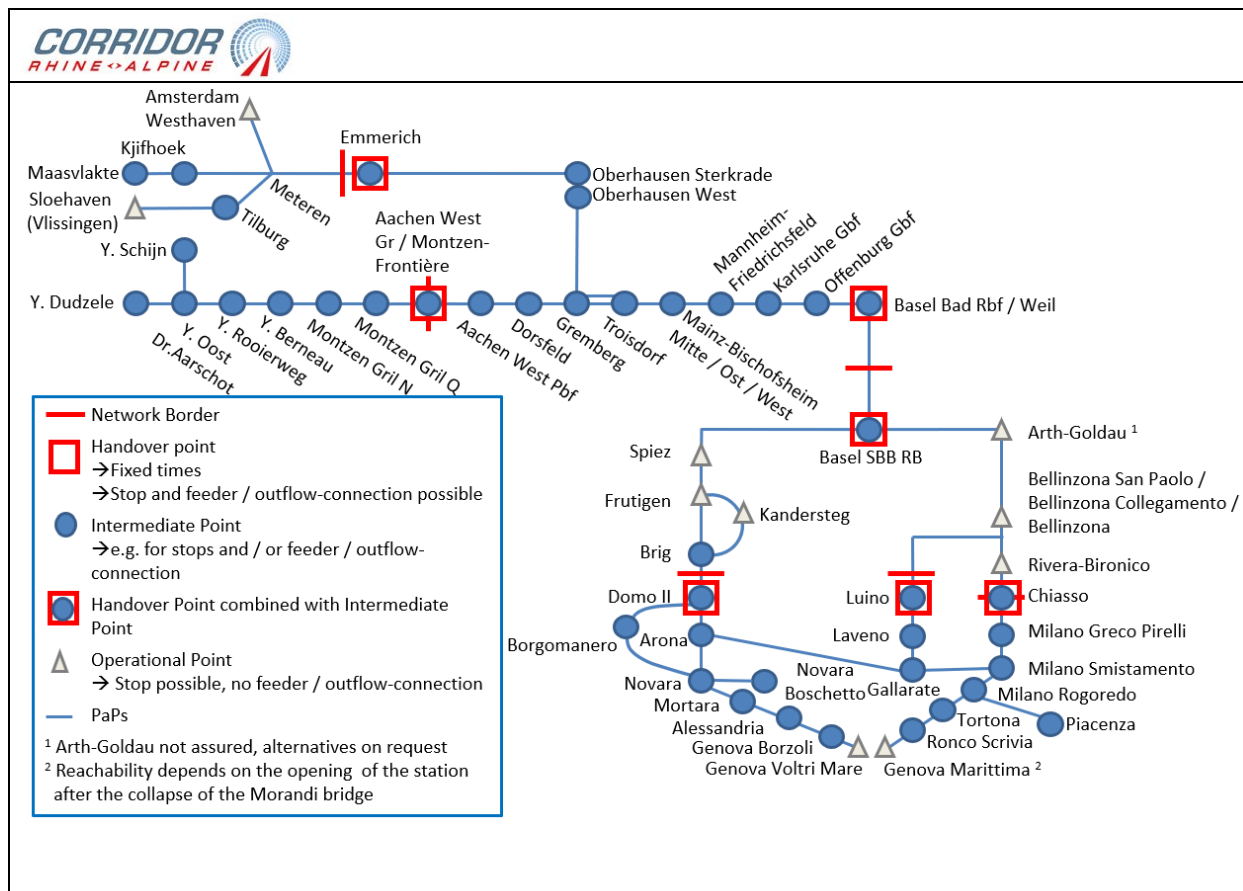 CORRIDOR
RHINE<>ALPINE
Amsterdam
Westhaven
Kjifhoek
Emmerich
Maasvlakte
Oberhausen Sterkrade
Sloehaven
(Vlissingen)
Oberhausen West
Meteren
Tilburg
Aachen West
Gr / Montzen-
Frontière
Y. Schijn
Mannheim-
Friedrichsfeld
Karlsruhe Gbf
Offenburg Gbf
Y. Dudzele
Basel Bad Rbf / Weil
Y. Oost
Dr.Aarschot
Y. Rooierweg
Y. Berneau
Montzen Gril N
Montzen Gril Q
Aachen West Pbf
Dorsfeld
Gremberg
Troisdorf
Mainz-Bischofsheim
Mitte / Ost / West
Network Border
Handover point
→Fixed times
→Stop and feeder / outflow-connection possible
Intermediate Point
→e.g. for stops and / or feeder / outflow-
connection
Handover Point combined with Intermediate
Point
Operational Point
→ Stop possible, no feeder / outflow-connection
PaPs
¹ Arth-Goldau not assured, alternatives on request
² Reachability depends on the opening of the station
after the collapse of the Morandi bridge
Basel SBB RB
Arth-Goldau ¹
Spiez
Bellinzona San Paolo /
Bellinzona Collegamento /
Bellinzona
Frutigen
Kandersteg
Brig
Rivera-Bironico
Domo II
Luino
Chiasso
Borgomanero
Arona
Laveno
Milano Greco Pirelli
Novara
Novara
Boschetto
Gallarate
Milano Smistamento
Mortara
Milano Rogoredo
Alessandria
Tortona
Piacenza
Genova Borzoli
Ronco Scrivia
Genova Voltri Mare
Genova Marittima ²